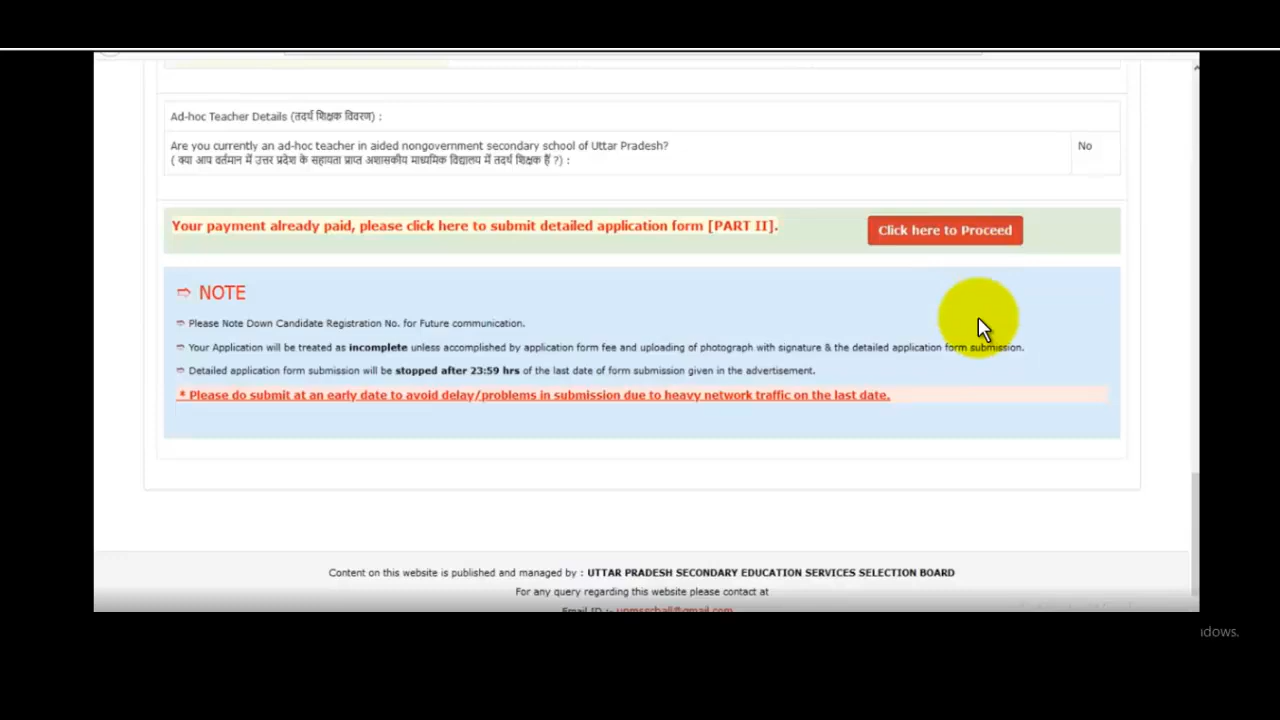 Ad-hoc Teacher Details (तदर्थ शिक्षक विवरण) :
Are you currently an ad-hoc teacher in aided nongovernment secondary school of Uttar Pradesh?
No
( क्या आप वर्तमान में उत्तर प्रदेश के सहायता प्राप्त अशासकीय माध्यमिक विद्यालय में तदर्थ शिक्षक हैं ?) :
Your payment already paid, please click here to submit detailed application form [PART II].
Click here to Proceed
⇨ NOTE
⇨ Please Note Down Candidate Registration No. for Future communication.
⇨ Your Application will be treated as incomplete unless accomplished by application form fee and uploading of photograph with signature & the detailed application form submission.
⇨ Detailed application form submission will be stopped after 23:59 hrs of the last date of form submission given in the advertisement.
* Please do submit at an early date to avoid delay/problems in submission due to heavy network traffic on the last date.
Content on this website is published and managed by : UTTAR PRADESH SECONDARY EDUCATION SERVICES SELECTION BOARD
For any query regarding this website please contact at
Email ID :-